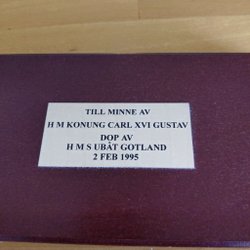 TILL MINNE AV
H M KONUNG CARL XVI GUSTAV
DOP AV
H M S UBÅT GOTLAND
2 FEB 1995